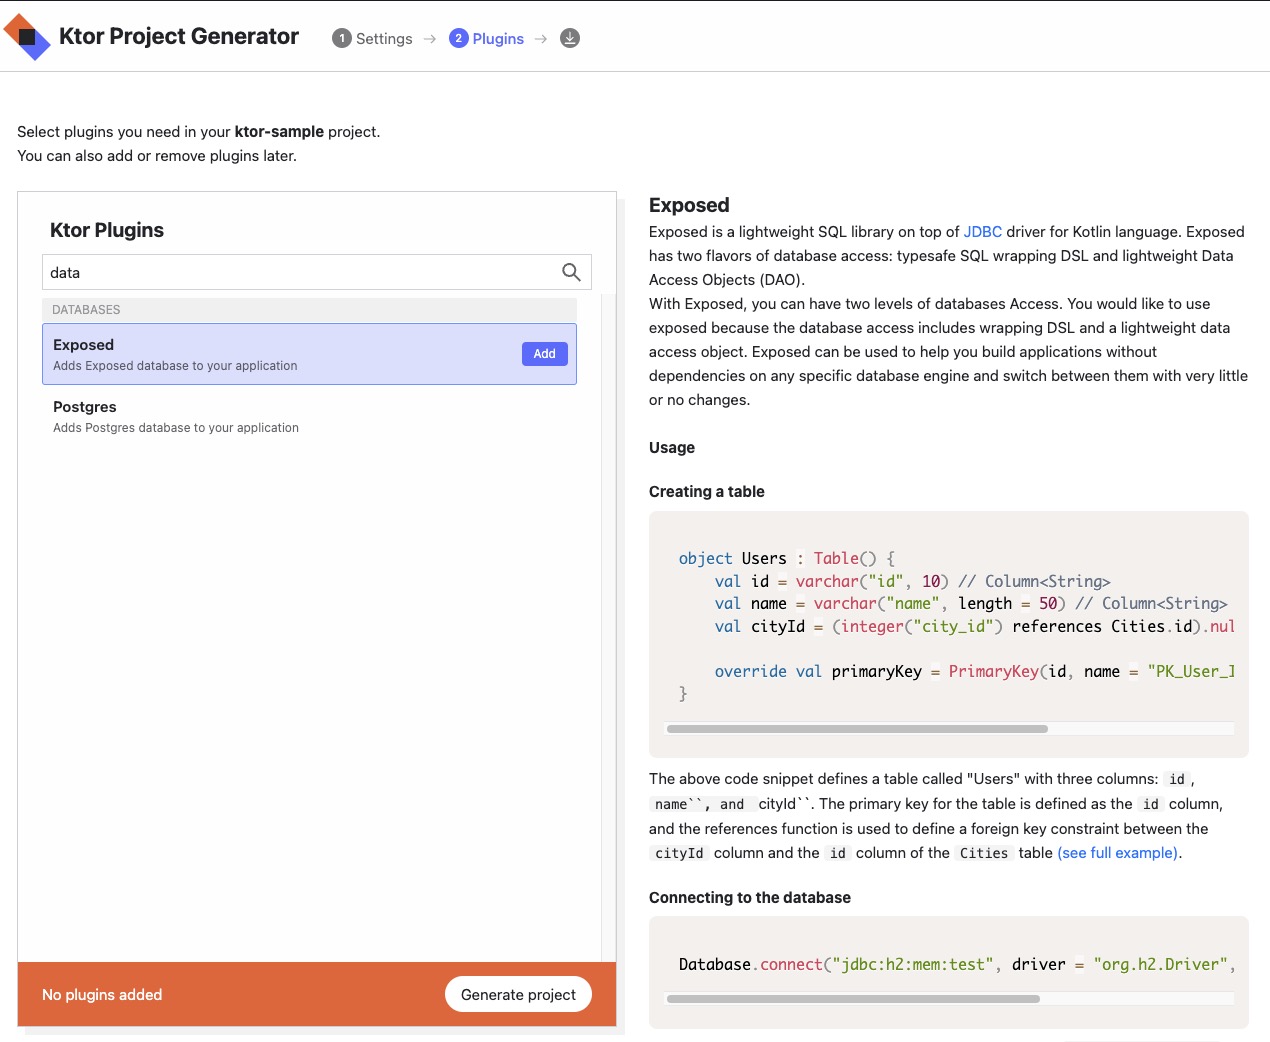 Ktor Project Generator
1 Settings → 2 Plugins →
Select plugins you need in your ktor-sample project.
You can also add or remove plugins later.
Ktor Plugins
data
DATABASES
Exposed
Adds Exposed database to your application
Add
Postgres
Adds Postgres database to your application
No plugins added
Generate project
Exposed
Exposed is a lightweight SQL library on top of JDBC driver for Kotlin language. Exposed
has two flavors of database access: typesafe SQL wrapping DSL and lightweight Data
Access Objects (DAO).
With Exposed, you can have two levels of databases Access. You would like to use
exposed because the database access includes wrapping DSL and a lightweight data
access object. Exposed can be used to help you build applications without
dependencies on any specific database engine and switch between them with very little
or no changes.
Usage
Creating a table
object Users : Table() {
    val id = varchar("id", 10) // Column<String>
    val name = varchar("name", length = 50) // Column<String>
    val cityId = (integer("city_id") references Cities.id).nul
    override val primaryKey = PrimaryKey(id, name = "PK_User_I
}
The above code snippet defines a table called "Users" with three columns: id ,
name``, and cityId``. The primary key for the table is defined as the id column,
and the references function is used to define a foreign key constraint between the
cityId column and the id column of the Cities table (see full example).
Connecting to the database
Database.connect("jdbc:h2:mem:test", driver = "org.h2.Driver",